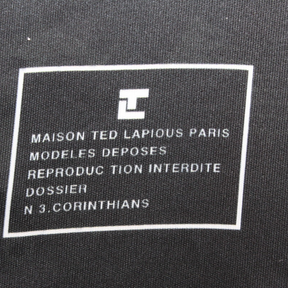 MAISON TED LAPIOUS PARIS
MODELES DEPOSES
REPRODUC TION INTERDITE
DOSSIER
N 3.CORINTHIANS